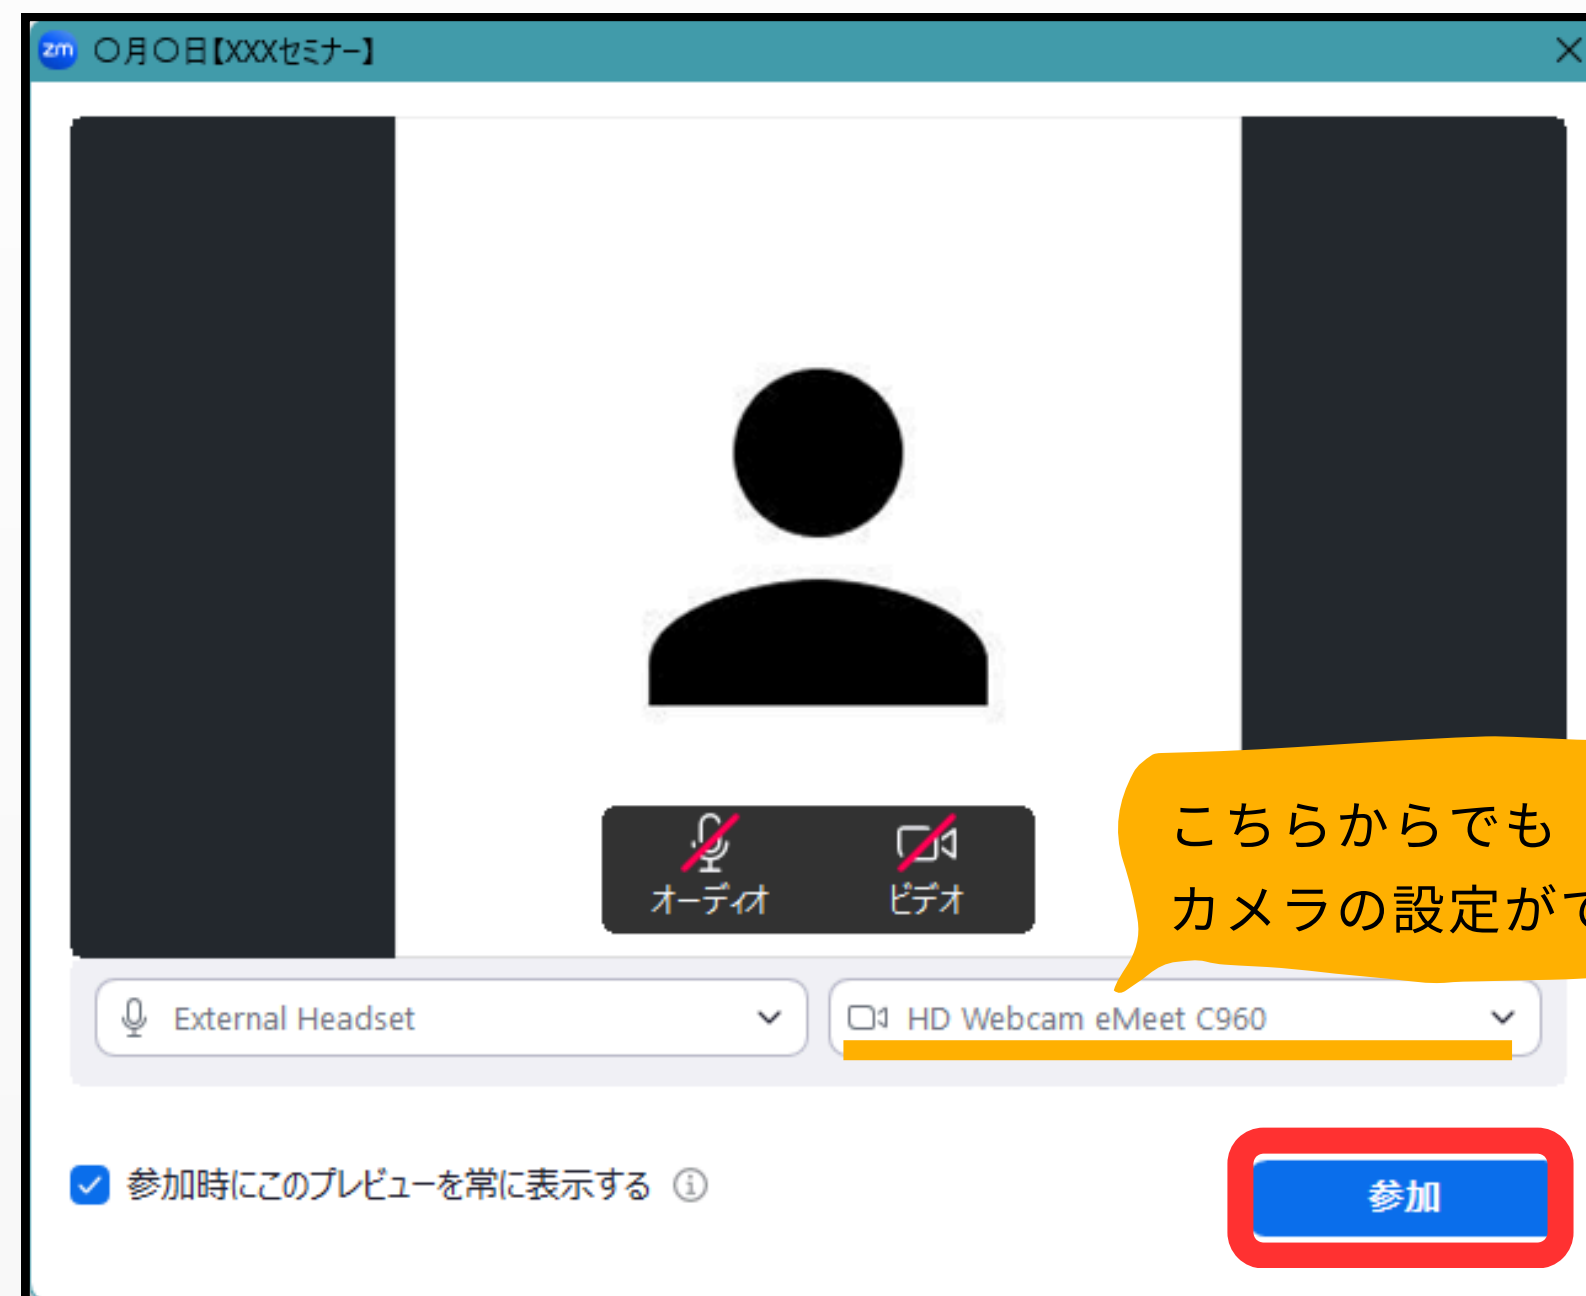 zm 〇月〇日【XXXセミナー】
こちらからでも
カメラの設定がで
オーディオ ビデオ
External Headset HD Webcam eMeet C960
参加時にこのプレビューを常に表示する
参加